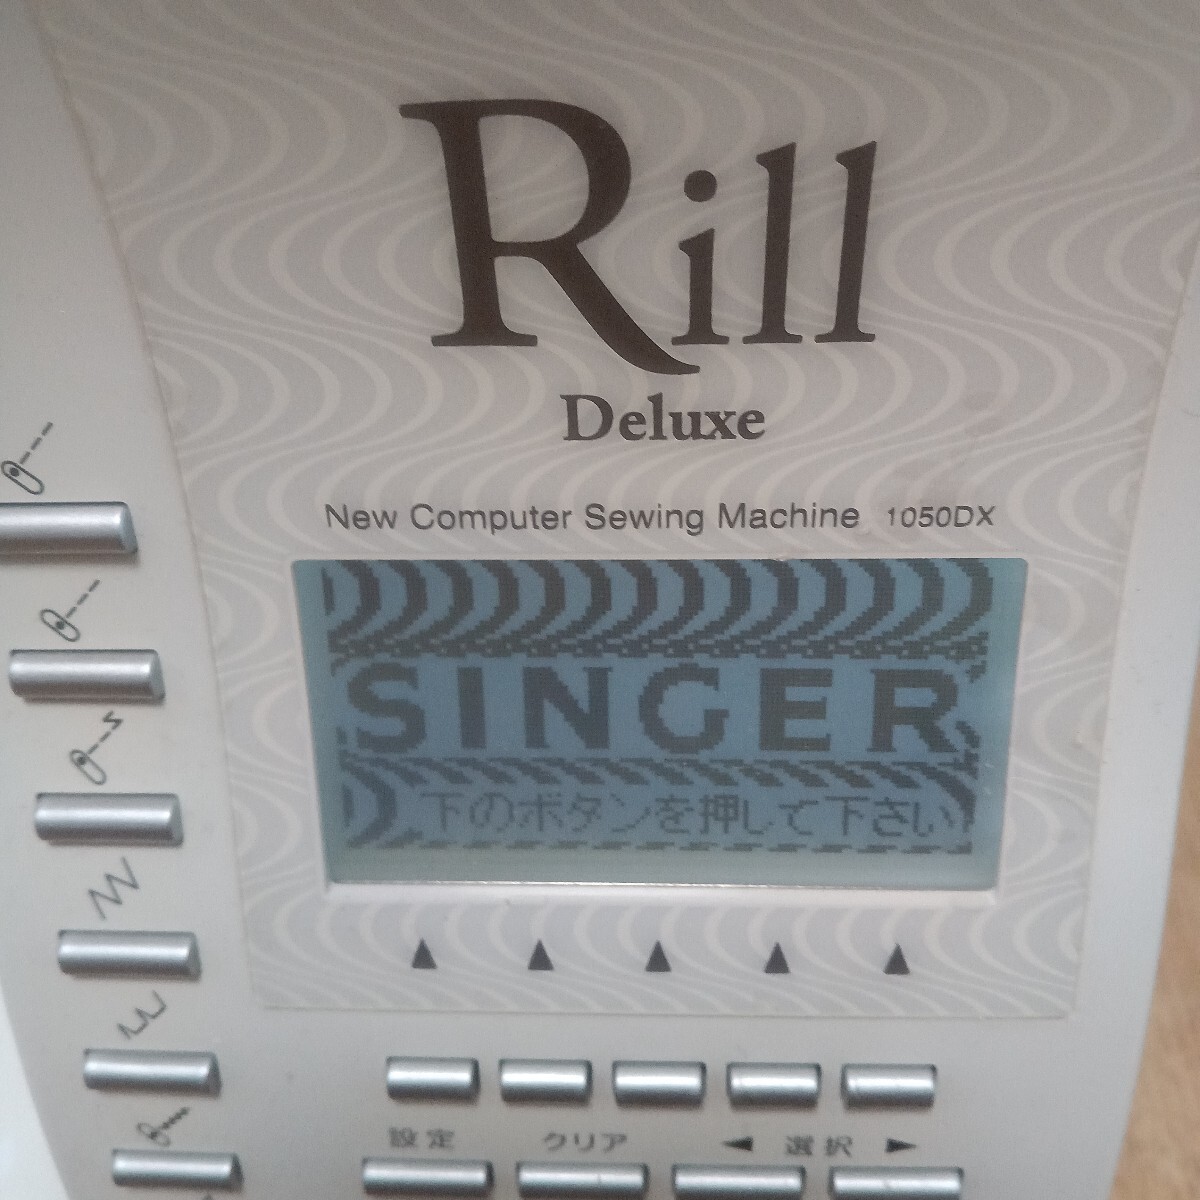 Rill
Deluxe
New Computer Sewing Machine 1050DX
SINGER
下のボタンを押して下さい
設定 クリア ◀ 選択 ▶